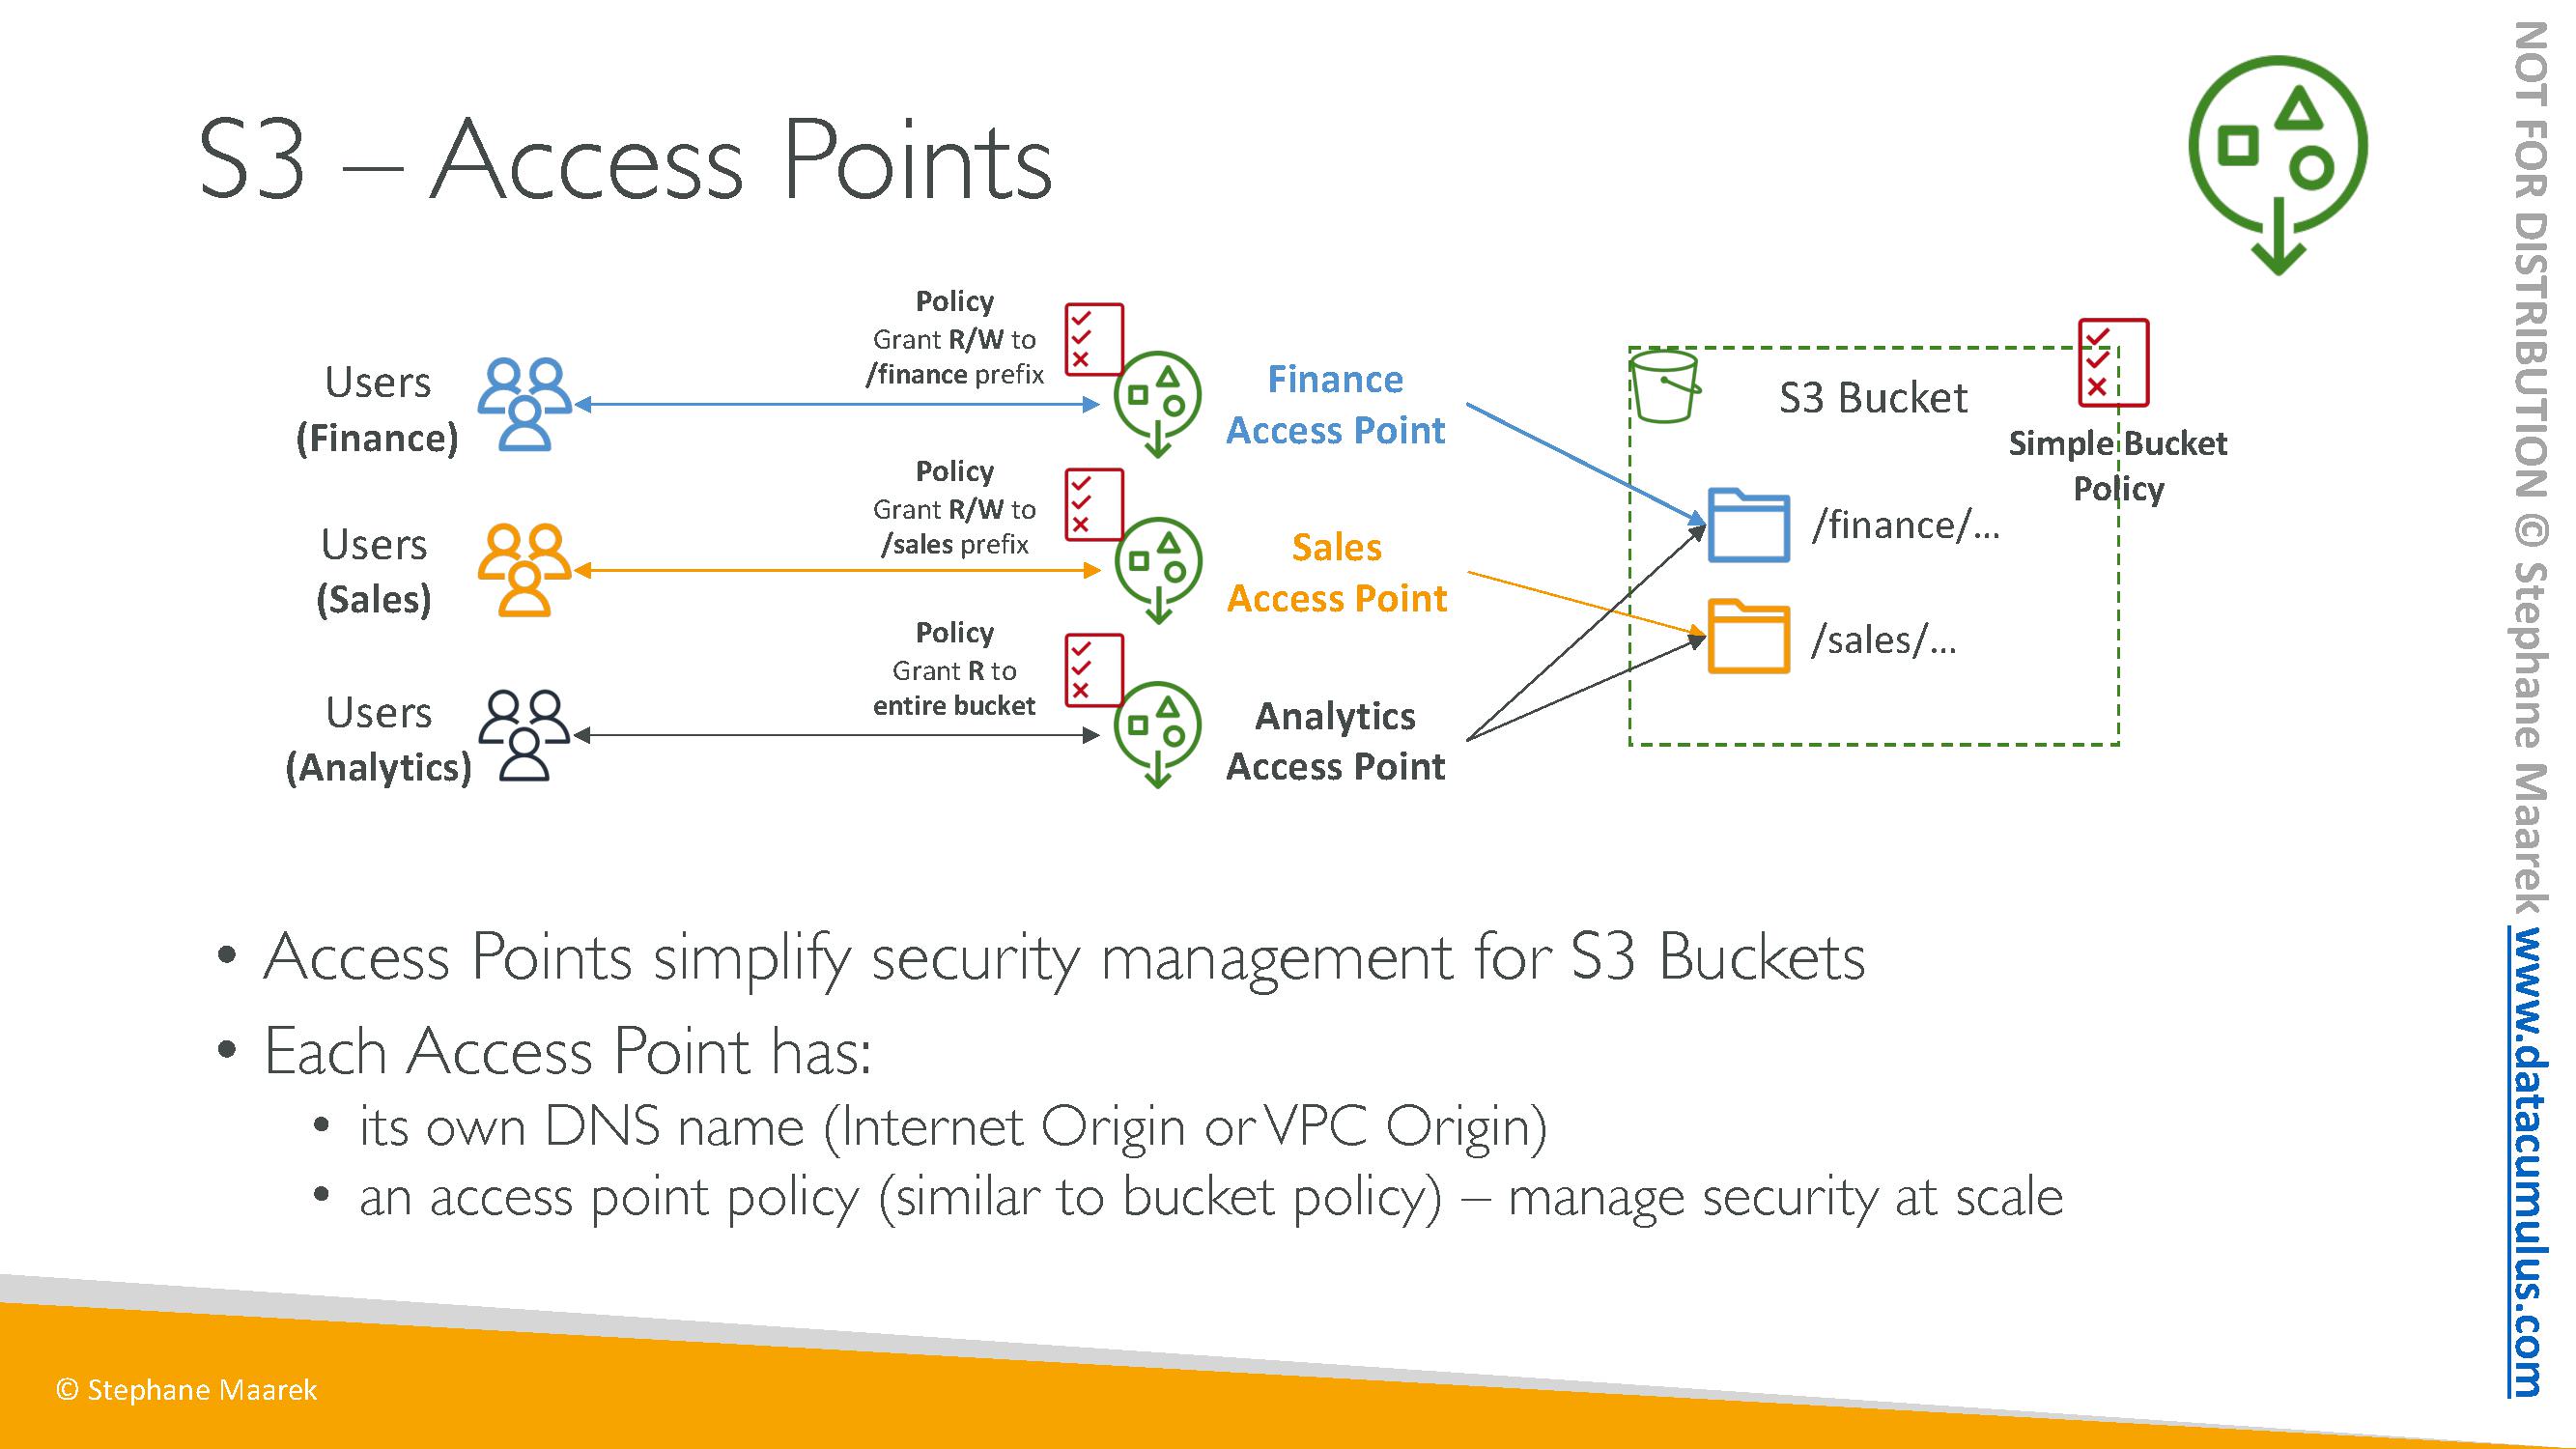 S3 – Access Points
Policy
Grant R/W to
/finance prefix
Users
(Finance)
Finance
Access Point
Policy
Grant R/W to
/sales prefix
Users
(Sales)
Sales
Access Point
Policy
Grant R to
entire bucket
Users
(Analytics)
Analytics
Access Point
S3 Bucket
Simple Bucket
Policy
/finance/…
/sales/…
• Access Points simplify security management for S3 Buckets
• Each Access Point has:
• its own DNS name (Internet Origin or VPC Origin)
• an access point policy (similar to bucket policy) – manage security at scale
© Stephane Maarek
NOT FOR DISTRIBUTION © Stephane Maarek www.datacumulus.com